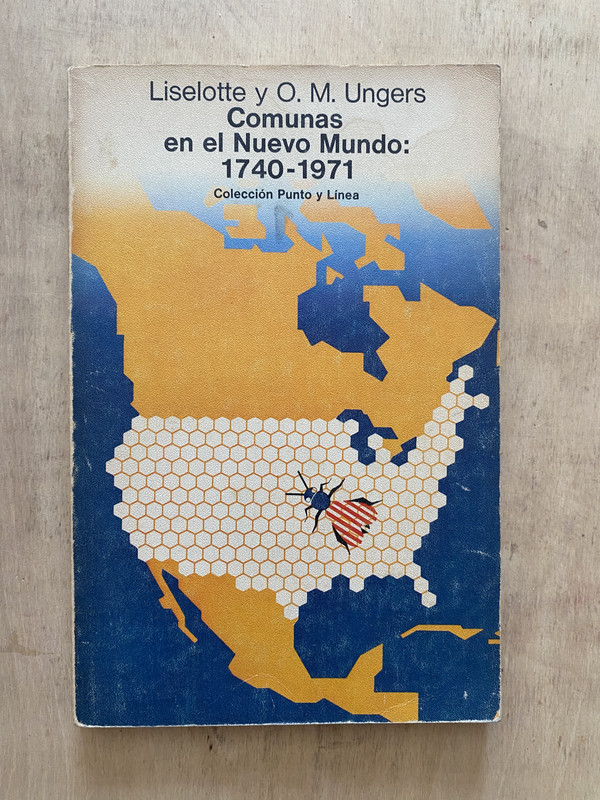 Liselotte y O. M. Ungers
Comunas
en el Nuevo Mundo:
1740-1971
Colección Punto y Línea